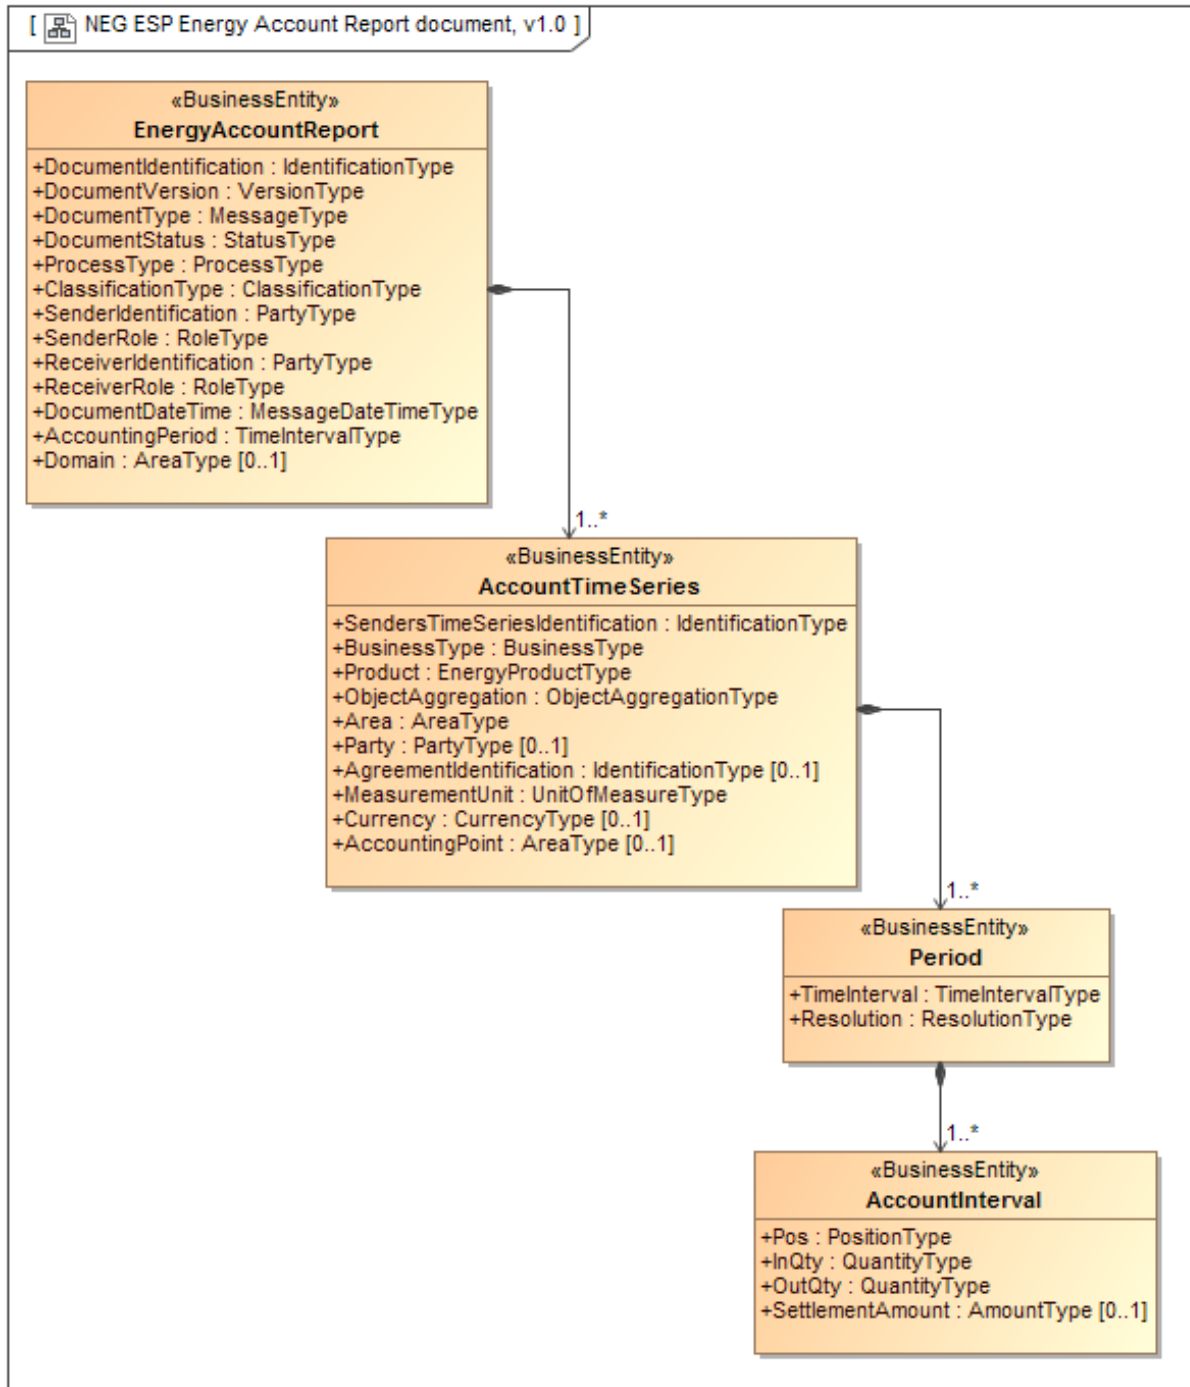 [ NEG ESP Energy Account Report document, v1.0 ]
«BusinessEntity»
EnergyAccountReport
+DocumentIdentification : IdentificationType
+DocumentVersion : VersionType
+DocumentType : MessageType
+DocumentStatus : StatusType
+ProcessType : ProcessType
+ClassificationType : ClassificationType
+SenderIdentification : PartyType
+SenderRole : RoleType
+ReceiverIdentification : PartyType
+ReceiverRole : RoleType
+DocumentDateTime : MessageDateTimeType
+AccountingPeriod : TimeIntervalType
+Domain : AreaType [0..1]
1..*
«BusinessEntity»
AccountTimeSeries
+SendersTimeSeriesIdentification : IdentificationType
+BusinessType : BusinessType
+Product : EnergyProductType
+ObjectAggregation : ObjectAggregationType
+Area : AreaType
+Party : PartyType [0..1]
+AgreementIdentification : IdentificationType [0..1]
+MeasurementUnit : UnitOfMeasureType
+Currency : CurrencyType [0..1]
+AccountingPoint : AreaType [0..1]
1..*
«BusinessEntity»
Period
+TimeInterval : TimeIntervalType
+Resolution : ResolutionType
1..*
«BusinessEntity»
AccountInterval
+Pos : PositionType
+InQty : QuantityType
+OutQty : QuantityType
+SettlementAmount : AmountType [0..1]